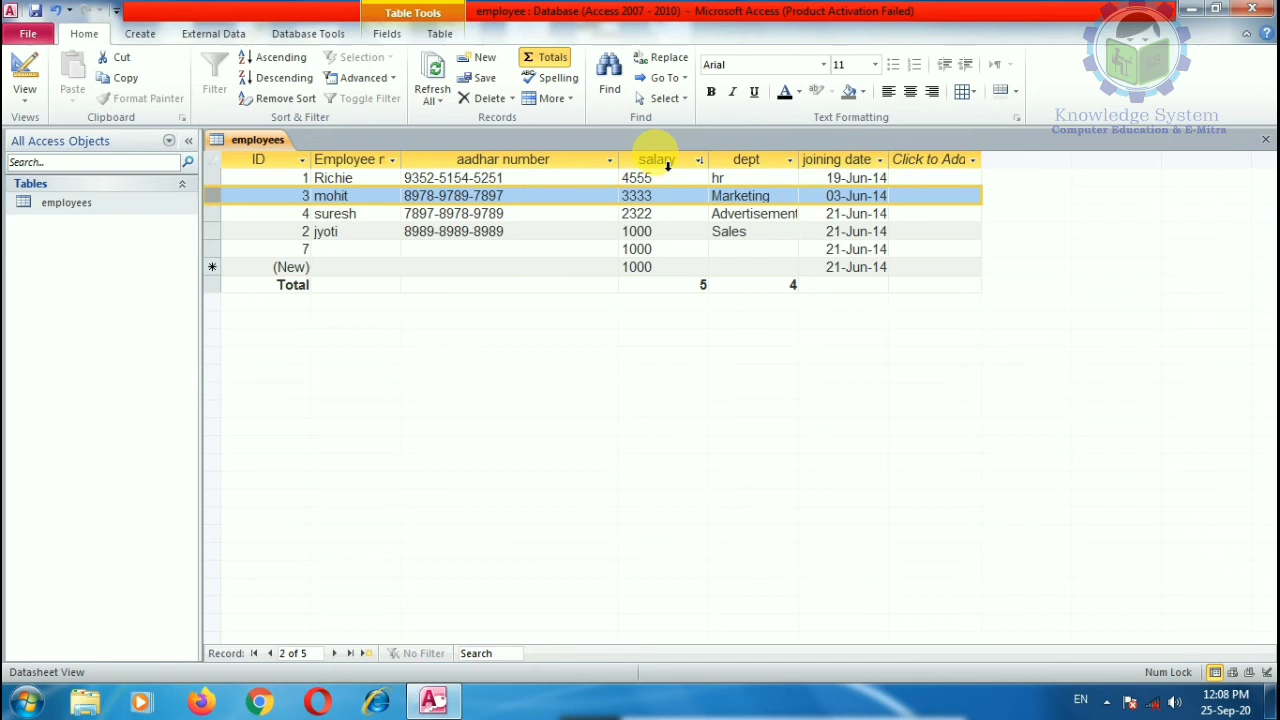 Table Tools
employee : Database (Access 2007 - 2010) - Microsoft Access (Product Activation Failed)
File Home Create External Data Database Tools Fields Table
View Paste Cut Copy Format Painter
Filter Ascending Descending Remove Sort Selection Advanced Toggle Filter
Refresh All New Save Delete Totals Spelling More
Find Replace Go To Select
Arial 11
B I U A
Views Clipboard Sort & Filter Records Find Text Formatting
Knowledge System
Computer Education & E-Mitra
All Access Objects
Search...
Tables
employees
employees
ID Employee n aadhar number salary dept joining date Click to Add
1 Richie 9352-5154-5251 4555 hr 19-Jun-14
3 mohit 8978-9789-7897 3333 Marketing 03-Jun-14
4 suresh 7897-8978-9789 2322 Advertisement 21-Jun-14
2 jyoti 8989-8989-8989 1000 Sales 21-Jun-14
7 1000 21-Jun-14
(New) 1000 21-Jun-14
Total 5 4
Record: 2 of 5 No Filter Search
Datasheet View Num Lock
EN 12:08 PM
25-Sep-20